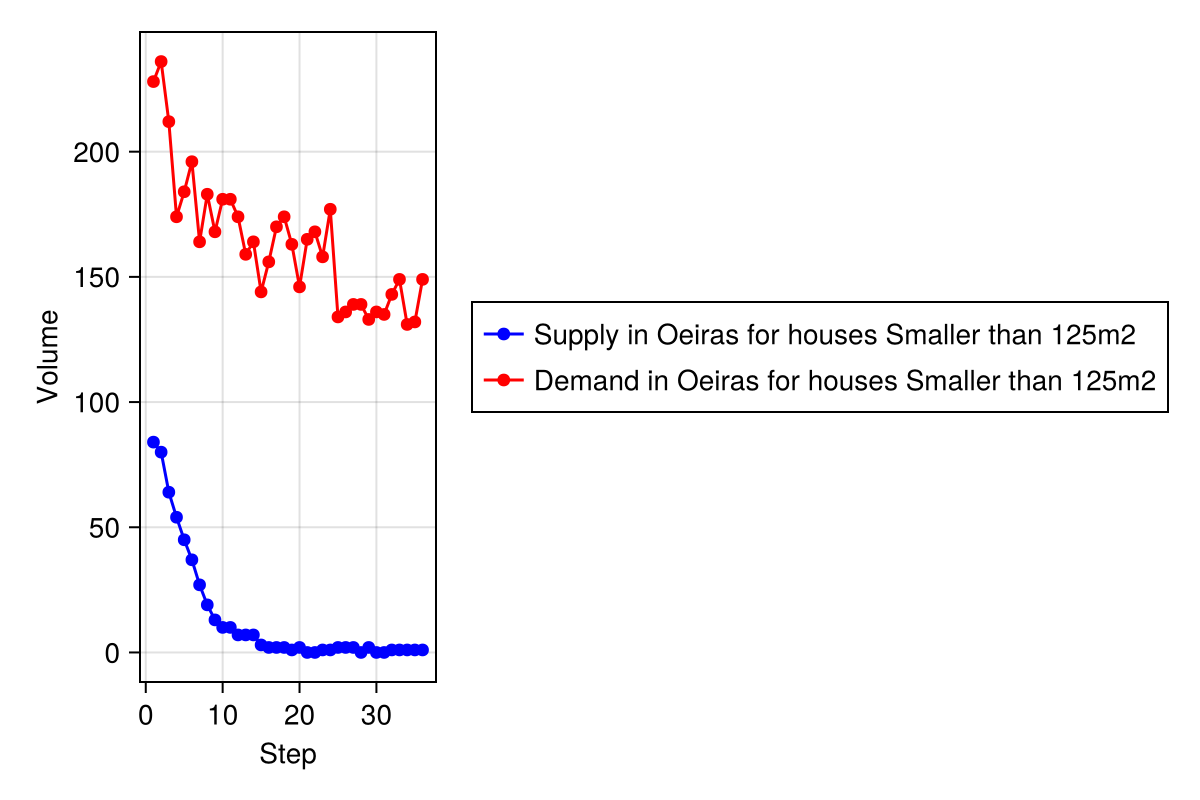 Volume
200
150
100
50
0
0 10 20 30
Step
Supply in Oeiras for houses Smaller than 125m2
Demand in Oeiras for houses Smaller than 125m2